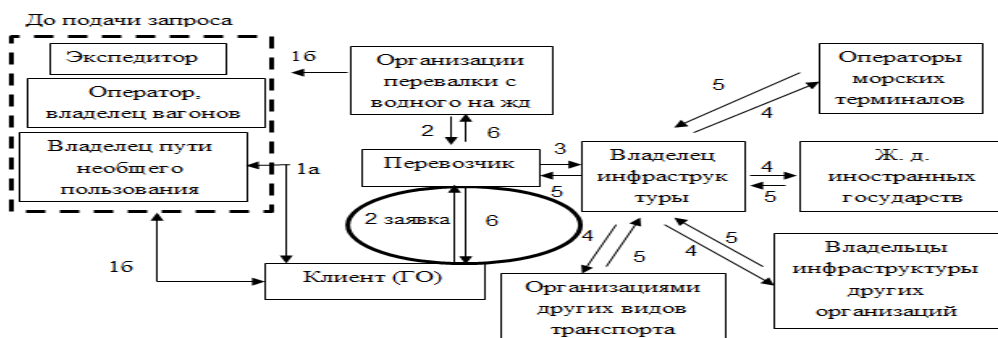 До подачи запроса
Экспедитор
Оператор,
владелец вагонов
Владелец пути
необщего
пользования
1б
1а
1б
Организации
перевалки с
водного на жд
2
6
Перевозчик
3
5
2 заявка
6
Клиент (ГО)
Владелец
инфраструк
туры
5
4
Операторы
морских
терминалов
4
5
Ж. д.
иностранных
государств
4
5
Организациями
других видов
транспорта
5
4
Владельцы
инфраструктуры
других
организаций